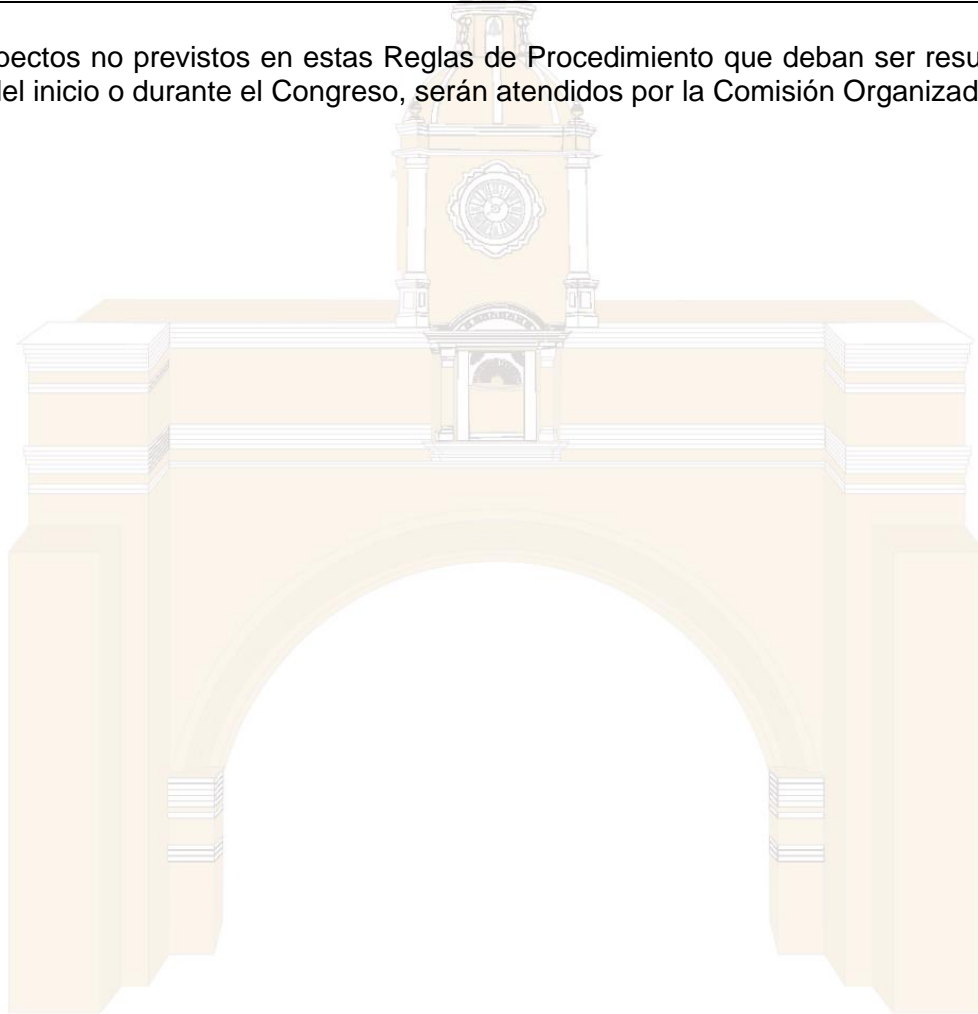 pectos no previstos en estas Reglas de Procedimiento que deban ser resu
del inicio o durante el Congreso, serán atendidos por la Comisión Organizad